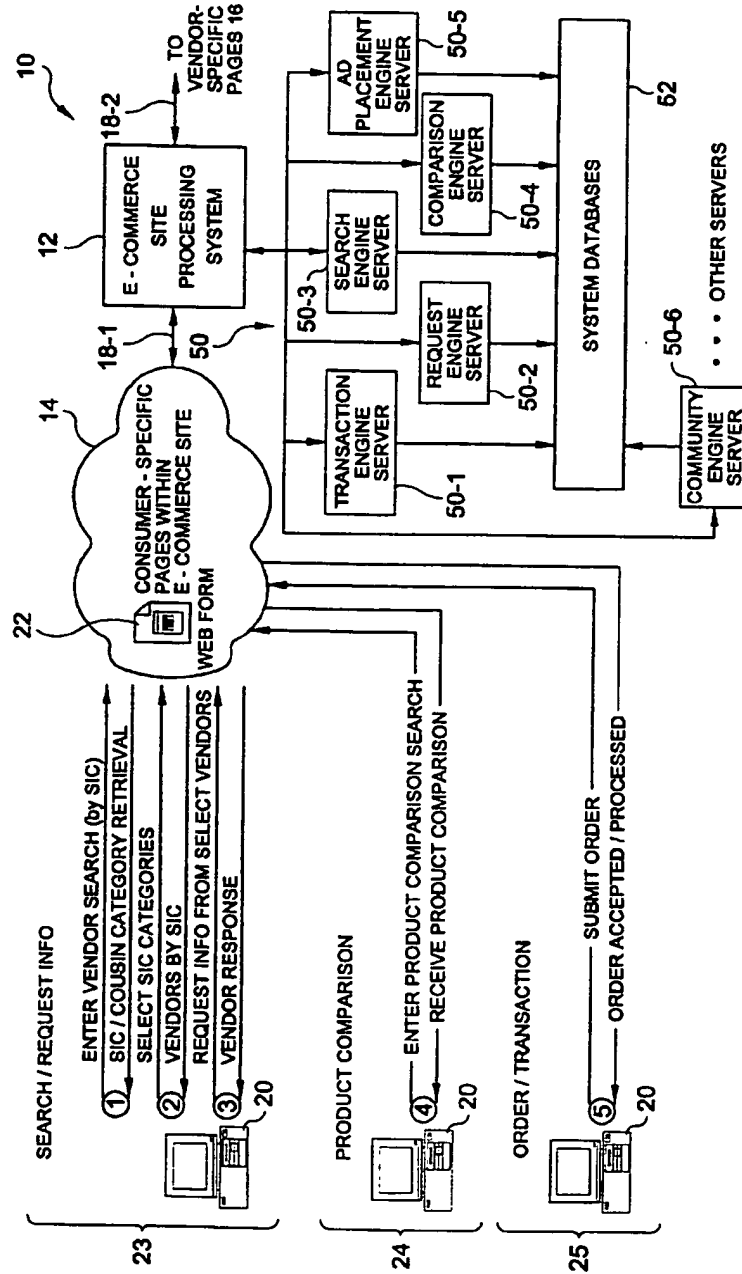 SEARCH / REQUEST INFO
ENTER VENDOR SEARCH (by SIC)
1
SIC / COUSIN CATEGORY RETRIEVAL
SELECT SIC CATEGORIES
2
VENDORS BY SIC
REQUEST INFO FROM SELECT VENDORS
3
VENDOR RESPONSE
20
23
PRODUCT COMPARISON
ENTER PRODUCT COMPARISON SEARCH
4
RECEIVE PRODUCT COMPARISON
20
24
ORDER / TRANSACTION
SUBMIT ORDER
5
ORDER ACCEPTED / PROCESSED
20
25
22
14
CONSUMER - SPECIFIC
PAGES WITHIN
E - COMMERCE SITE
WEB FORM
18-1
12
E - COMMERCE
SITE
PROCESSING
SYSTEM
18-2
10
TO
VENDOR-
SPECIFIC
PAGES 16
50
TRANSACTION
ENGINE
SERVER
50-1
REQUEST
ENGINE
SERVER
50-2
50-3
SEARCH
ENGINE
SERVER
COMPARISON
ENGINE
SERVER
50-4
AD
PLACEMENT
ENGINE
SERVER
50-5
SYSTEM DATABASES
52
COMMUNITY
ENGINE
SERVER
50-6
• • • OTHER SERVERS